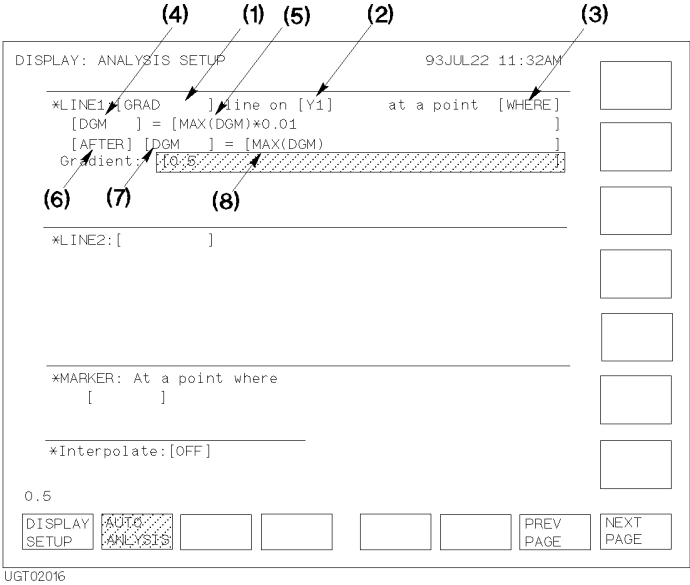 (4) (1) (5) (2) (3)
DISPLAY: ANALYSIS SETUP 93JUL22 11:32AM
*LINE1:[GRAD ] line on [Y1] at a point [WHERE]
[DGM ] = [MAX(DGM)*0.01 ]
[AFTER] [DGM ] = [MAX(DGM) ]
Gradient: [0.5 ]
(6) (7) (8)
*LINE2:[ ]
*MARKER: At a point where
[ ]
*Interpolate:[OFF]
0.5
DISPLAY SETUP
AUTO ANLYSIS
PREV PAGE
NEXT PAGE
UGT02016